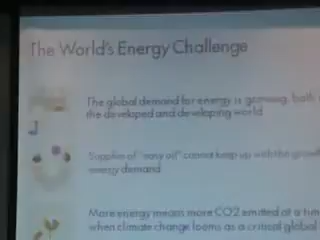 The World's Energy Challenge
The global demand for energy is growing, both
the developed and developing world
Supplies of "easy oil" cannot keep up with the grow
energy demand
More energy means more CO2 emitted at a tim
when climate change looms as a critical global